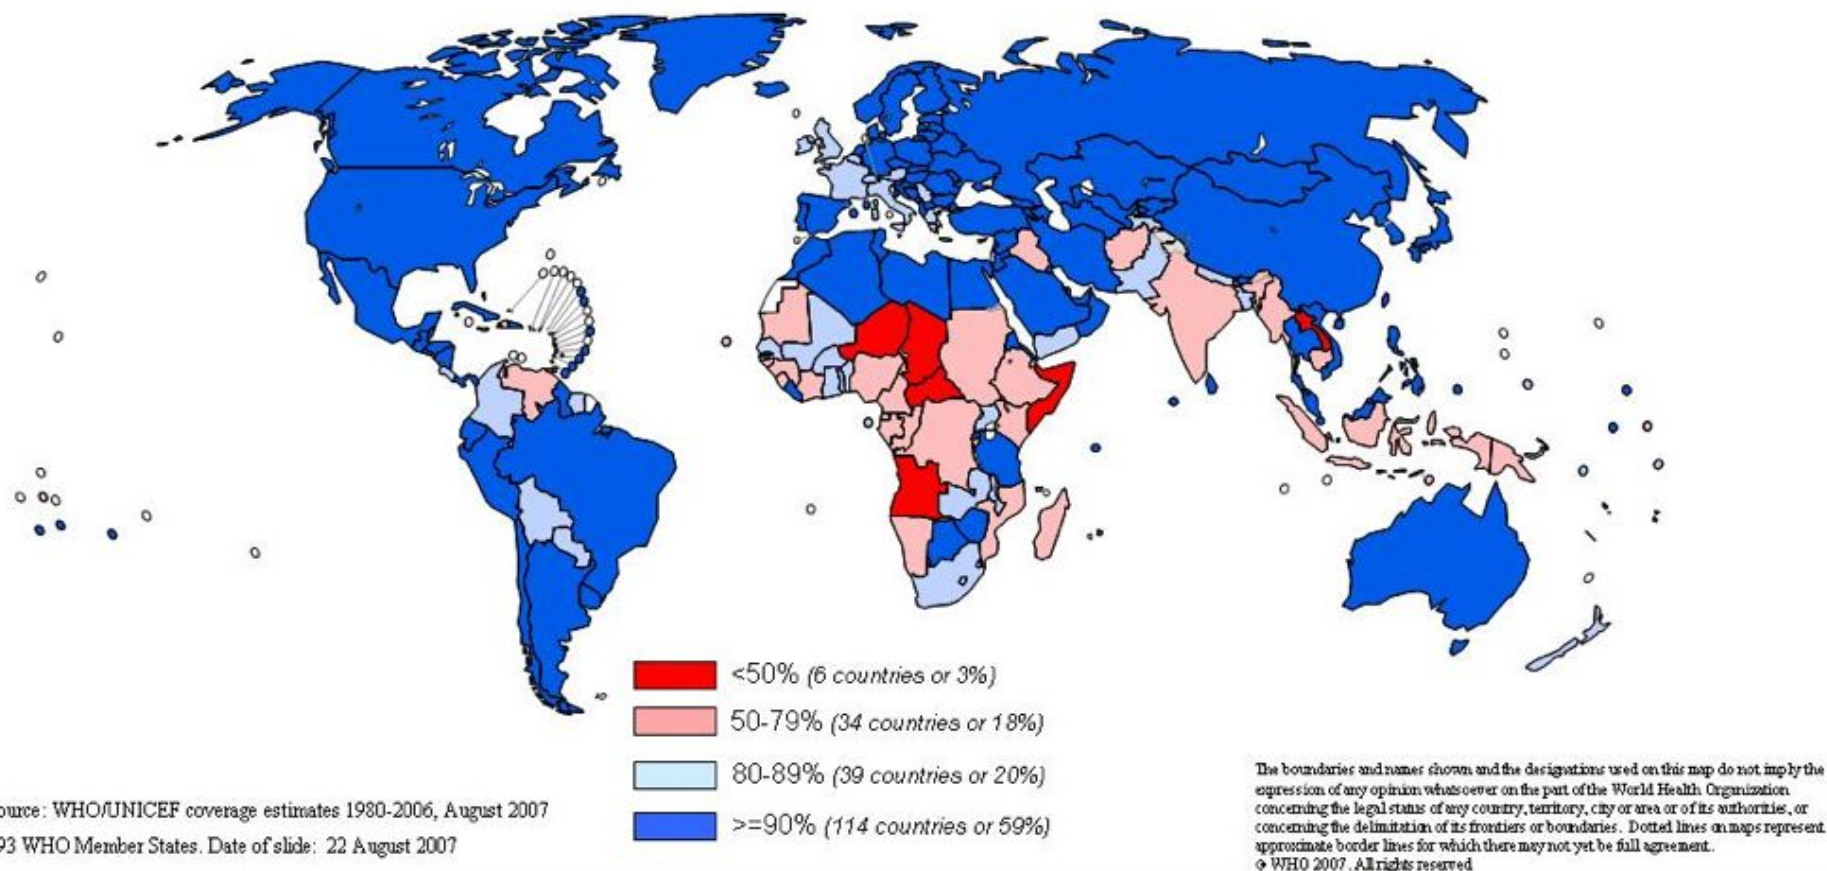 <50% (6 countries or 3%)
50-79% (34 countries or 18%)
80-89% (39 countries or 20%)
>=90% (114 countries or 59%)
ource: WHO/UNICEF coverage estimates 1980-2006, August 2007
93 WHO Member States. Date of slide: 22 August 2007
The boundaries and names shown and the designations used on this map do not imply the
expression of any opinion whatsoever on the part of the World Health Organization
concerning the legal status of any country, territory, city or area or of its authorities, or
concerning the delimitation of its frontiers or boundaries. Dotted lines on maps represent
approximate border lines for which there may not yet be full agreement.
© WHO 2007. All rights reserved